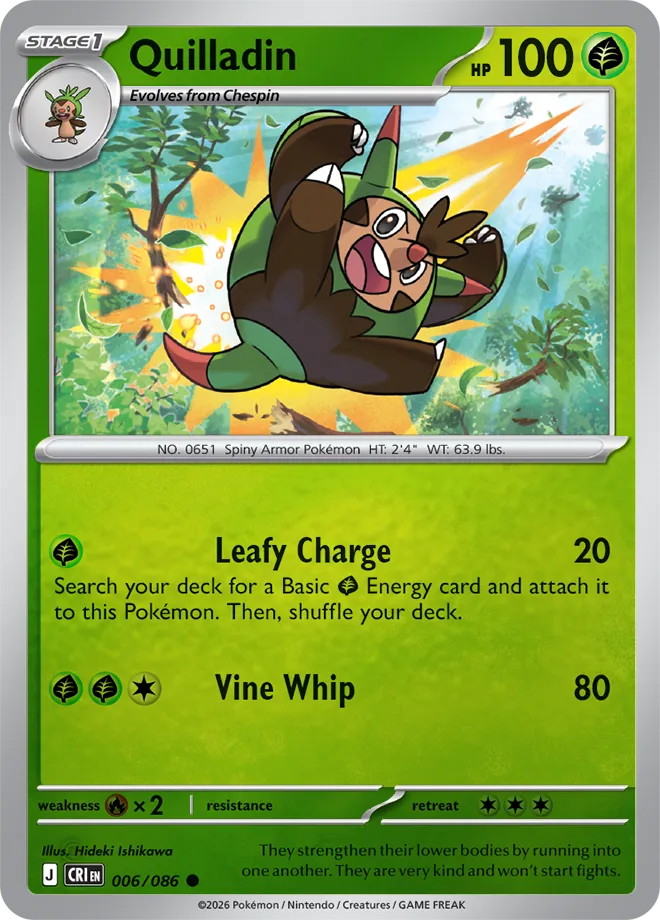 STAGE 1
Quilladin
HP 100
Evolves from Chespin
NO. 0651 Spiny Armor Pokémon HT: 2'4" WT: 63.9 lbs.
Leafy Charge 20
Search your deck for a Basic Energy card and attach it
to this Pokémon. Then, shuffle your deck.
Vine Whip 80
weakness ×2 resistance retreat
Illus. Hideki Ishikawa
They strengthen their lower bodies by running into
one another. They are very kind and won't start fights.
J CRI EN 006/086
©2026 Pokémon / Nintendo / Creatures / GAME FREAK